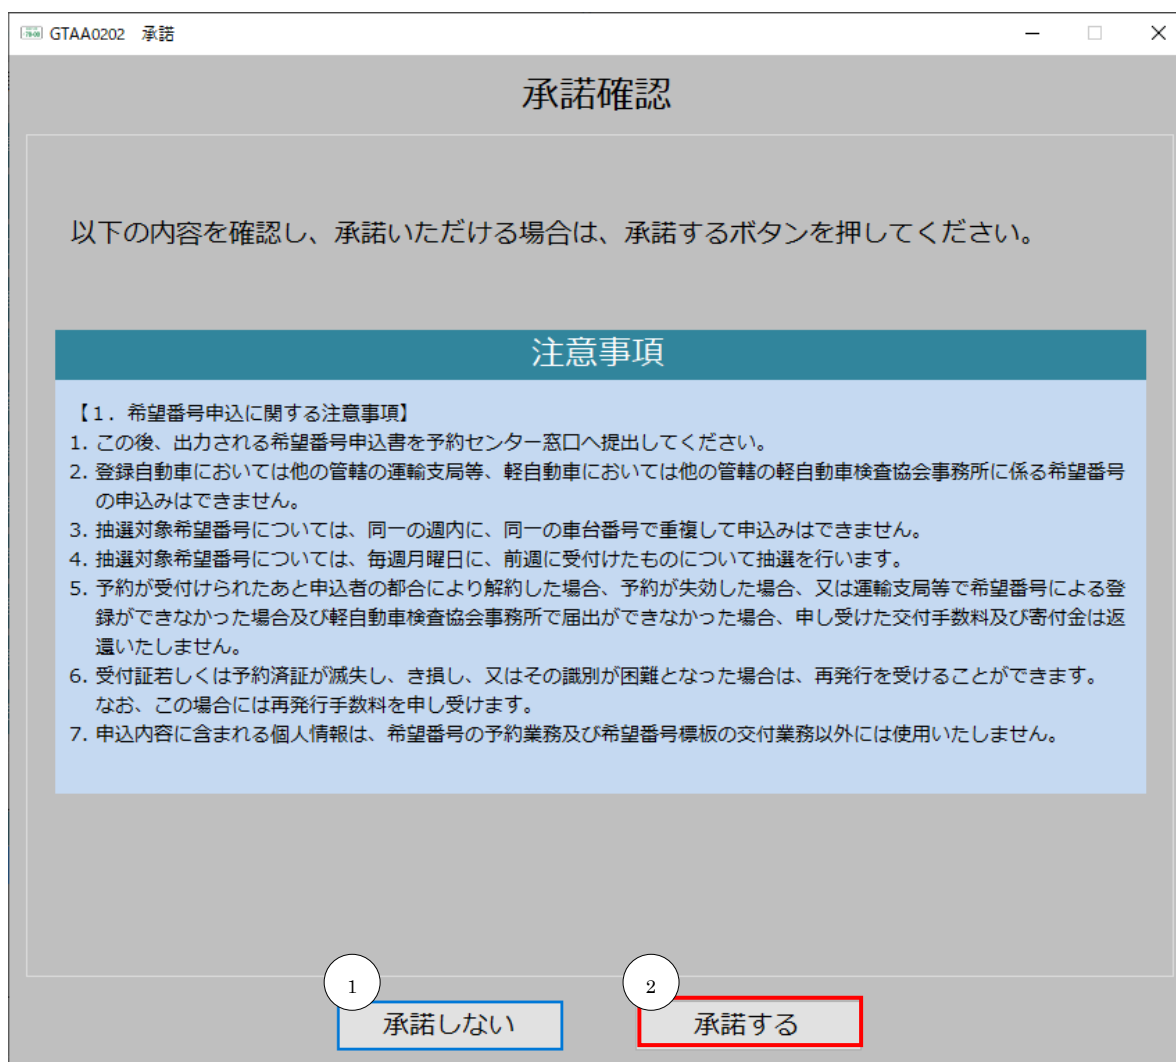 GTAA0202 承諾
承諾確認
以下の内容を確認し、承諾いただける場合は、承諾するボタンを押してください。
注意事項
【１．希望番号申込に関する注意事項】
1. この後、出力される希望番号申込書を予約センター窓口へ提出してください。
2. 登録自動車においては他の管轄の運輸支局等、軽自動車においては他の管轄の軽自動車検査協会事務所に係る希望番号
の申込みはできません。
3. 抽選対象希望番号については、同一の週内に、同一の車台番号で重複して申込みはできません。
4. 抽選対象希望番号については、毎週月曜日に、前週に受付けたものについて抽選を行います。
5. 予約が受付けられたあと申込者の都合により解約した場合、予約が失効した場合、又は運輸支局等で希望番号による登
録ができなかった場合及び軽自動車検査協会事務所で届出ができなかった場合、申し受けた交付手数料及び寄付金は返
還いたしません。
6. 受付証若しくは予約済証が滅失し、き損し、又はその識別が困難となった場合は、再発行を受けることができます。
なお、この場合には再発行手数料を申し受けます。
7. 申込内容に含まれる個人情報は、希望番号の予約業務及び希望番号標板の交付業務以外には使用いたしません。
1
承諾しない
2
承諾する